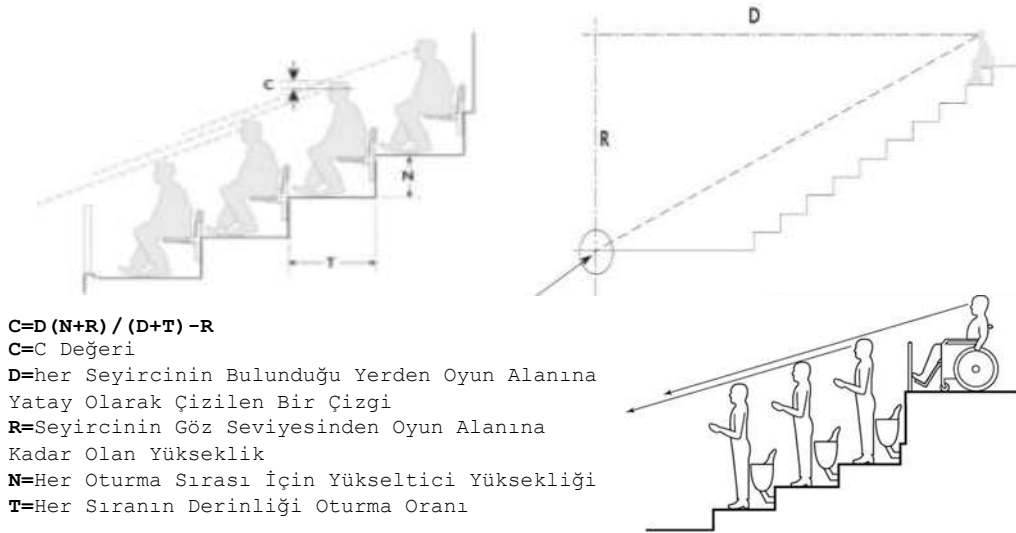 C
N
T
D
R
C=D(N+R)/(D+T)-R
C=C Değeri
D=her Seyircinin Bulunduğu Yerden Oyun Alanına
Yatay Olarak Çizilen Bir Çizgi
R=Seyircinin Göz Seviyesinden Oyun Alanına
Kadar Olan Yükseklik
N=Her Oturma Sırası İçin Yükseltici Yüksekliği
T=Her Sıranın Derinliği Oturma Oranı